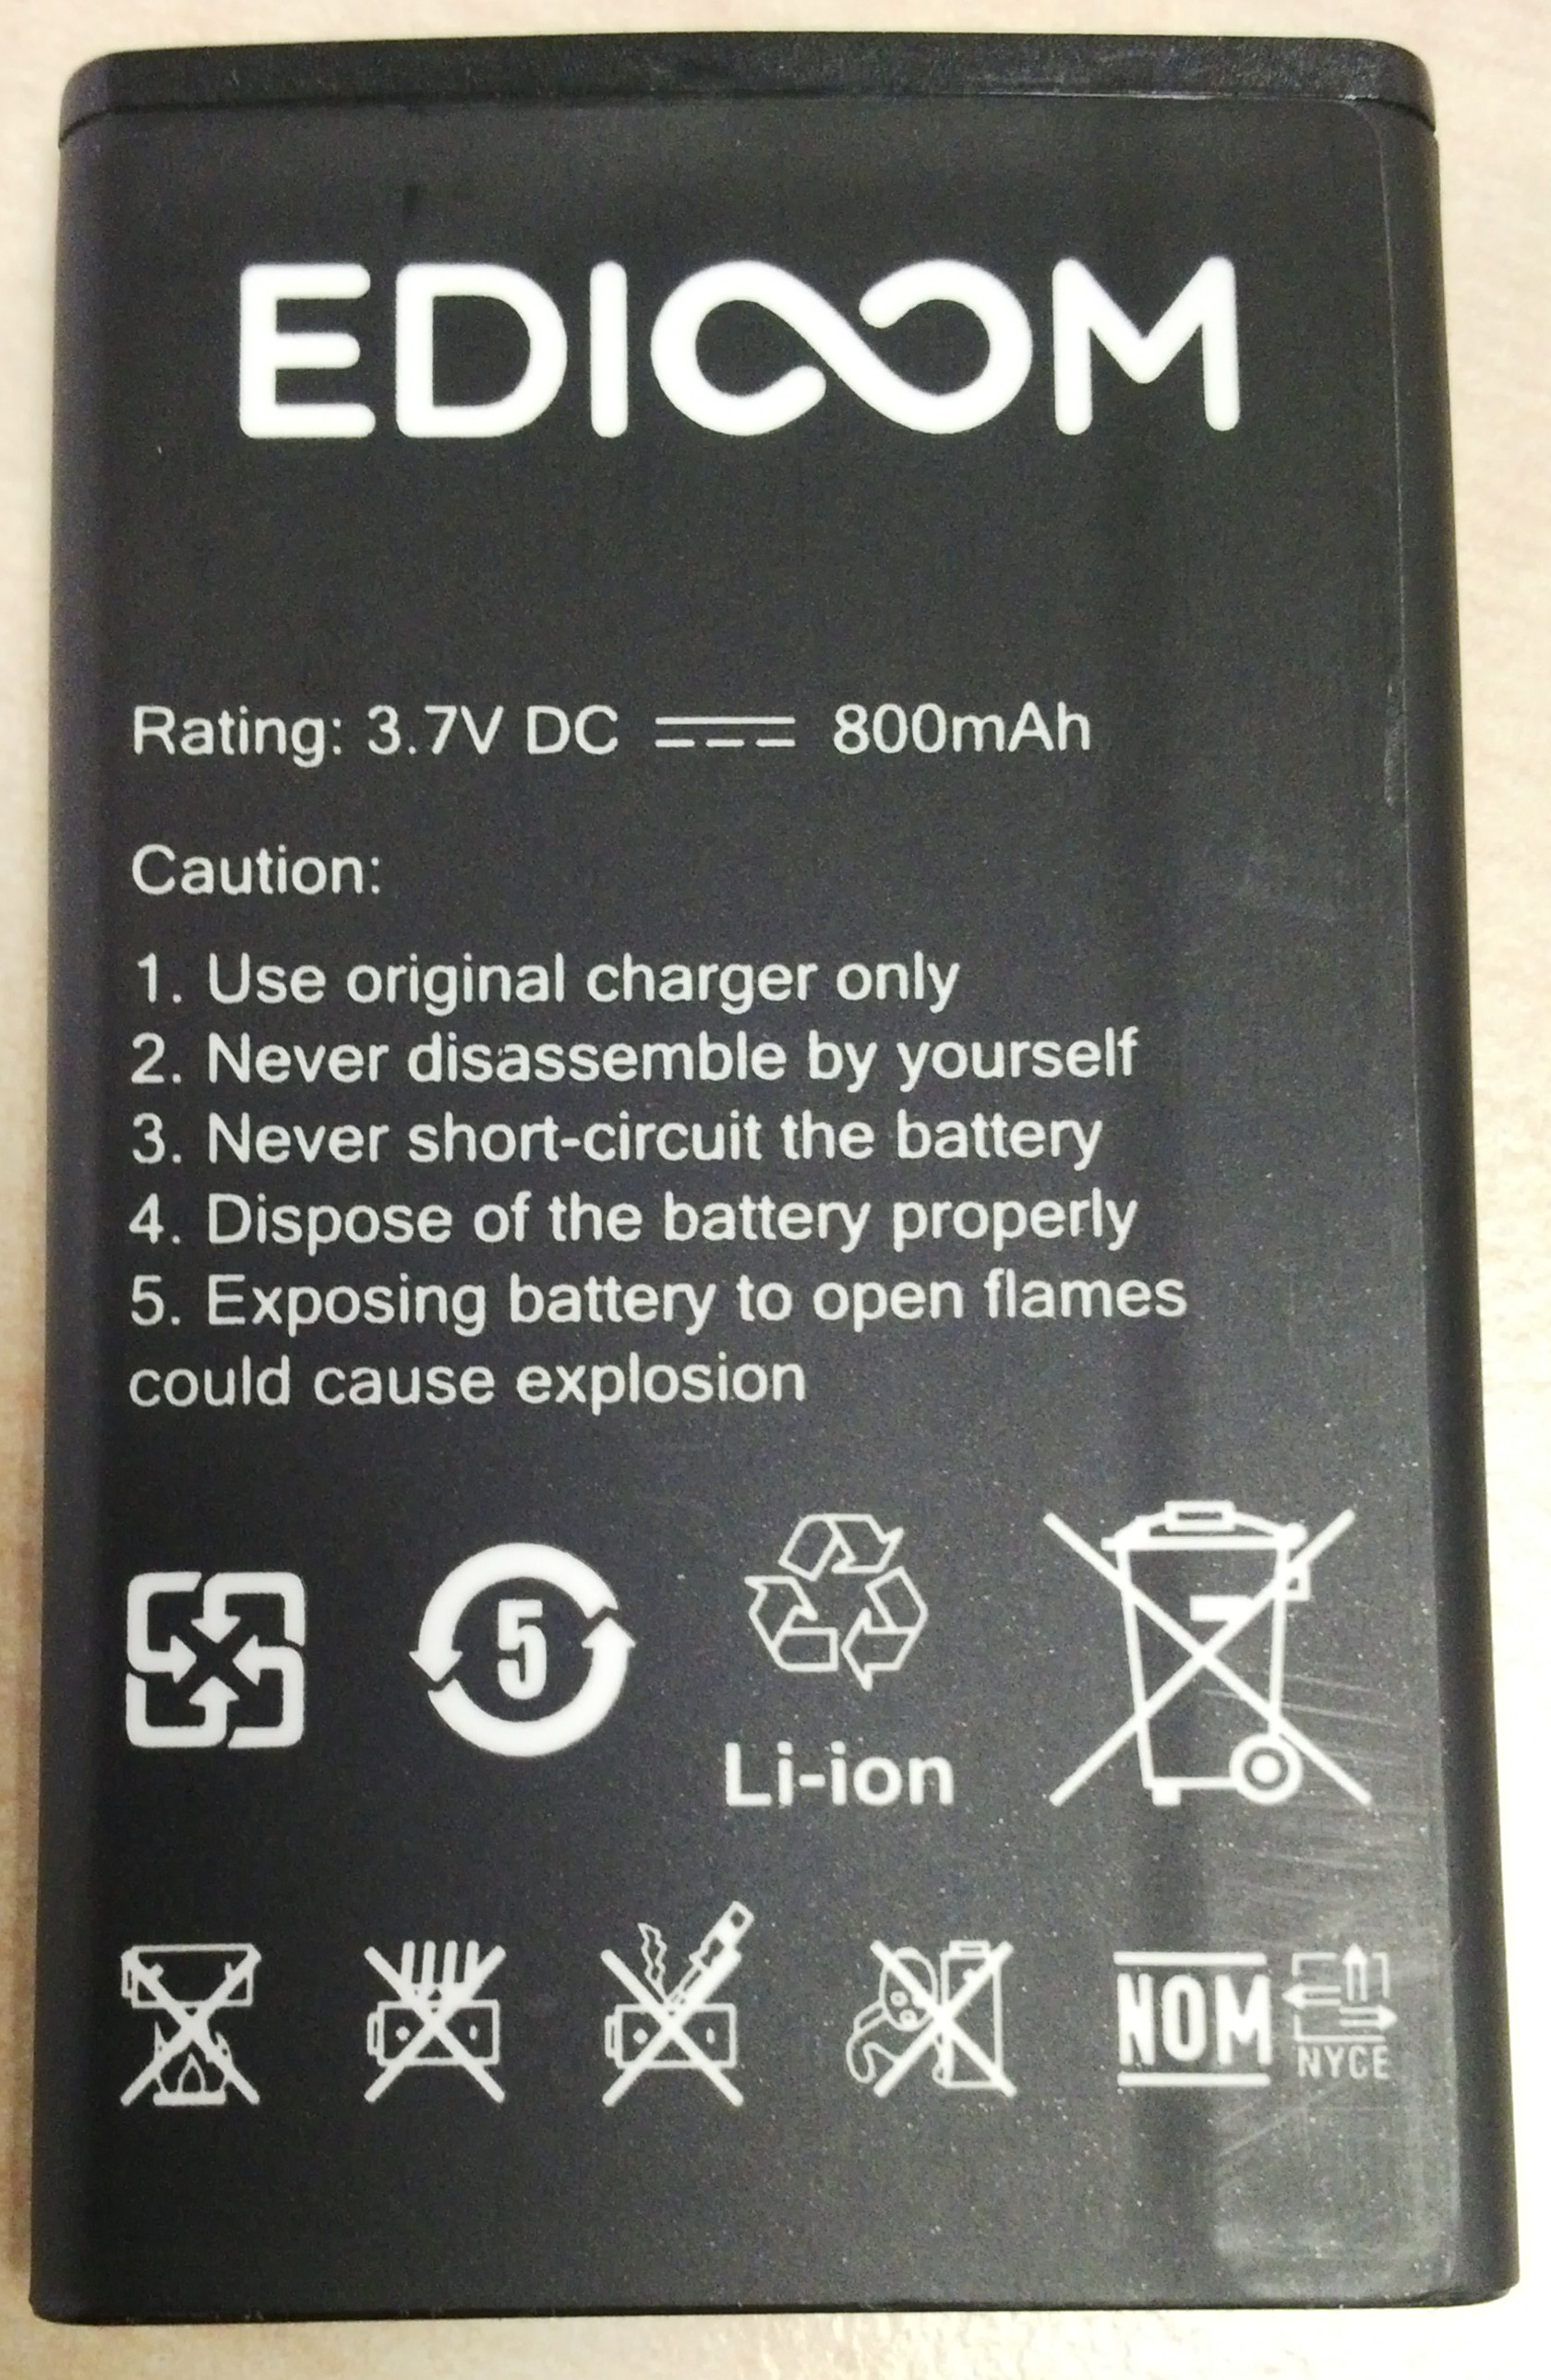 EDICOM
Rating: 3.7V DC 800mAh
Caution:
1. Use original charger only
2. Never disassemble by yourself
3. Never short-circuit the battery
4. Dispose of the battery properly
5. Exposing battery to open flames
could cause explosion
5
Li-ion
NOM NYCE